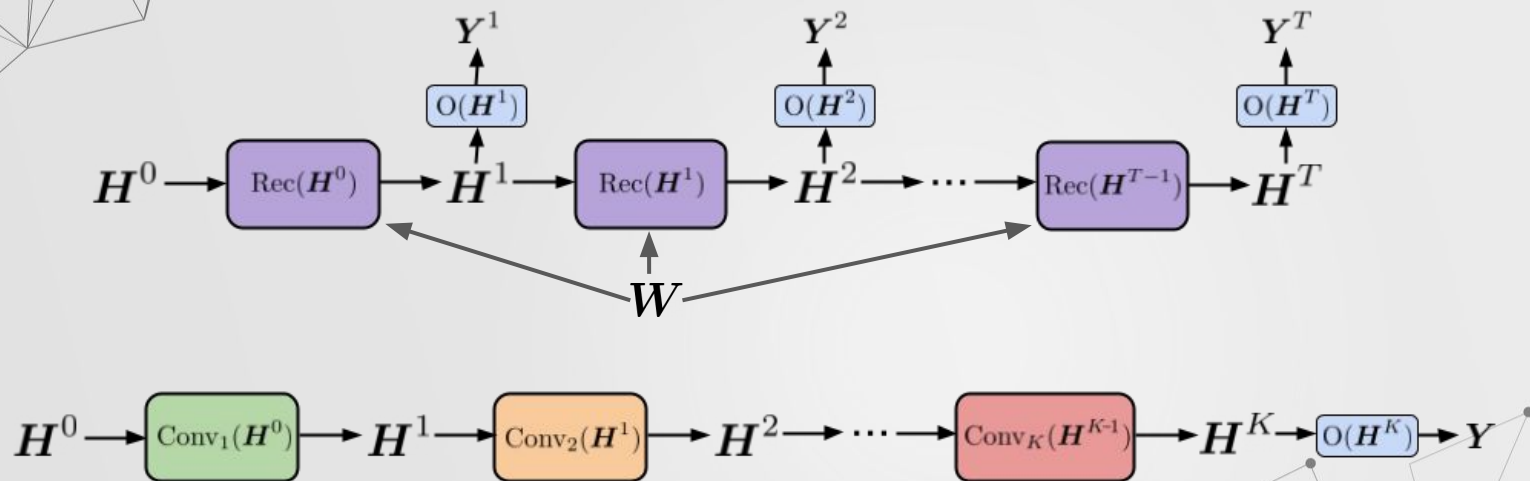 Y^1 Y^2 Y^T
O(H^1) O(H^2) O(H^T)
H^0 Rec(H^0) H^1 Rec(H^1) H^2 ... Rec(H^{T-1}) H^T
W
H^0 Conv_1(H^0) H^1 Conv_2(H^1) H^2 ... Conv_K(H^{K-1}) H^K O(H^K) Y